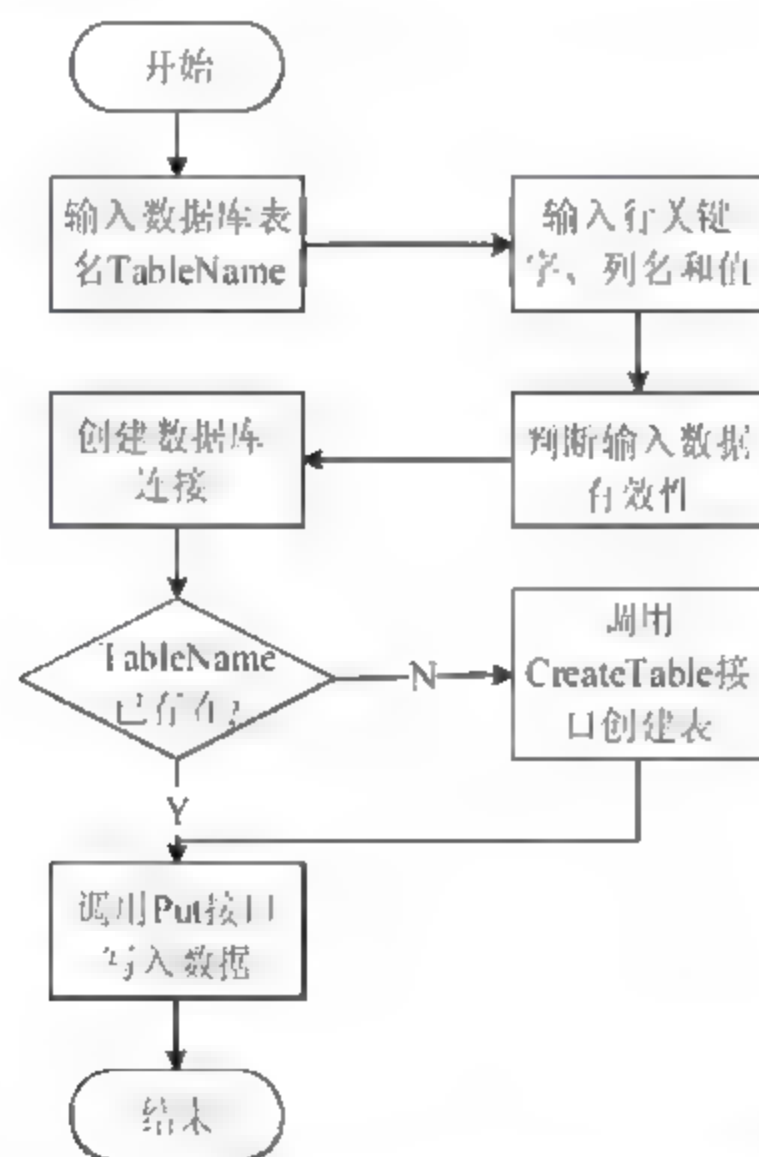 开始
输入数据库表
名TableName
输入行关键
字、列名和值
判断输入数据
有效性
创建数据库
连接
TableName
已存在?
N
调用
CreateTable接
口创建表
Y
调用Put接口
写入数据
结束